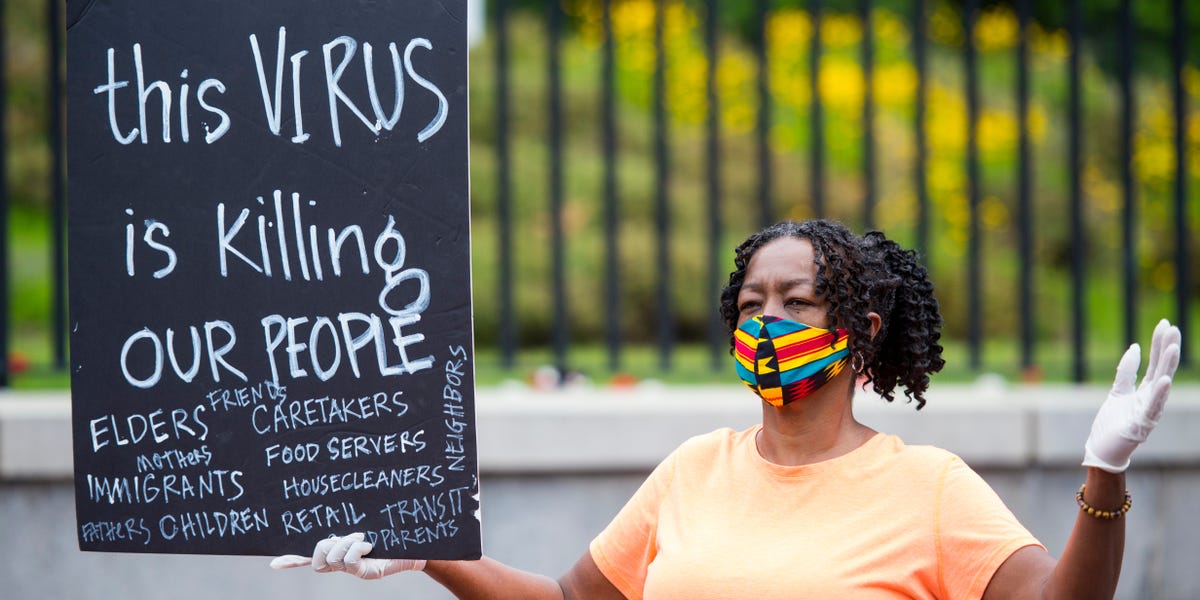 this VIRUS
is Killing
OUR PEOPLE
FRIENDS
ELDERS CARETAKERS
MOTHERS FOOD SERVERS
IMMIGRANTS HOUSECLEANERS
NEIGHBORS
FATHERS CHILDREN RETAIL TRANSIT
PARENTS